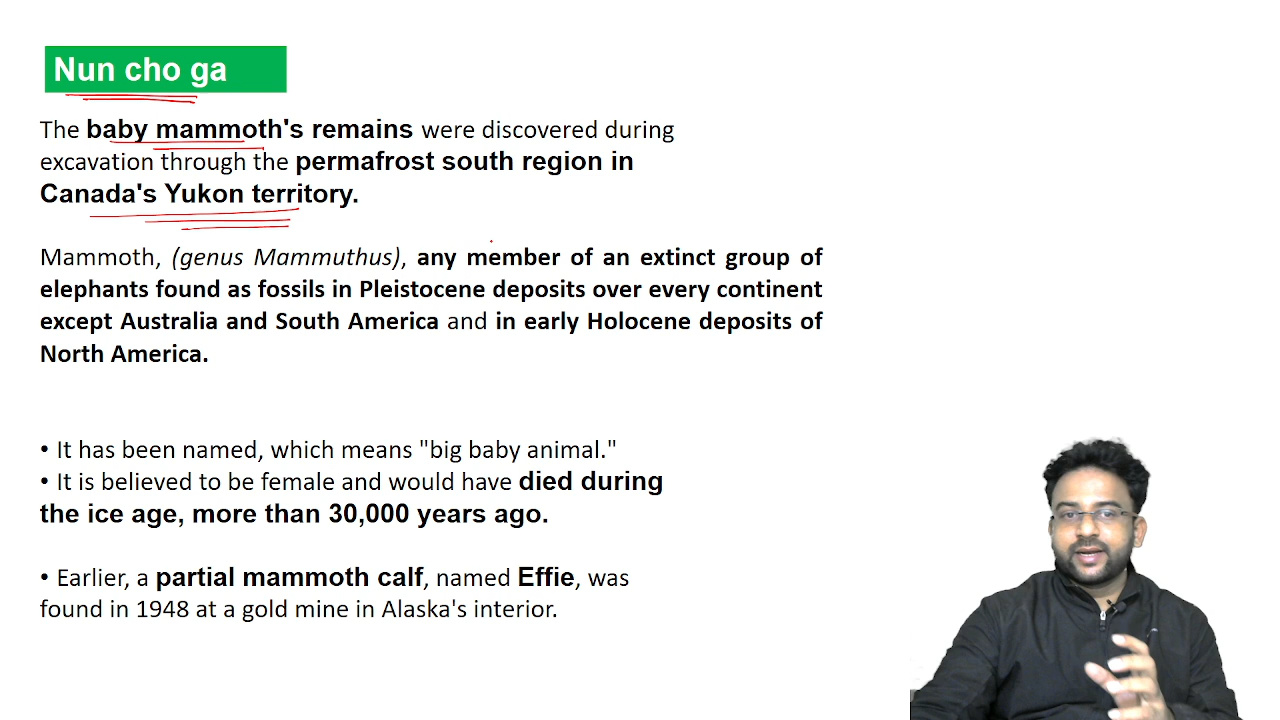 Nun cho ga
The baby mammoth's remains were discovered during
excavation through the permafrost south region in
Canada's Yukon territory.
Mammoth, (genus Mammuthus), any member of an extinct group of
elephants found as fossils in Pleistocene deposits over every continent
except Australia and South America and in early Holocene deposits of
North America.
• It has been named, which means "big baby animal."
• It is believed to be female and would have died during
the ice age, more than 30,000 years ago.
• Earlier, a partial mammoth calf, named Effie, was
found in 1948 at a gold mine in Alaska's interior.